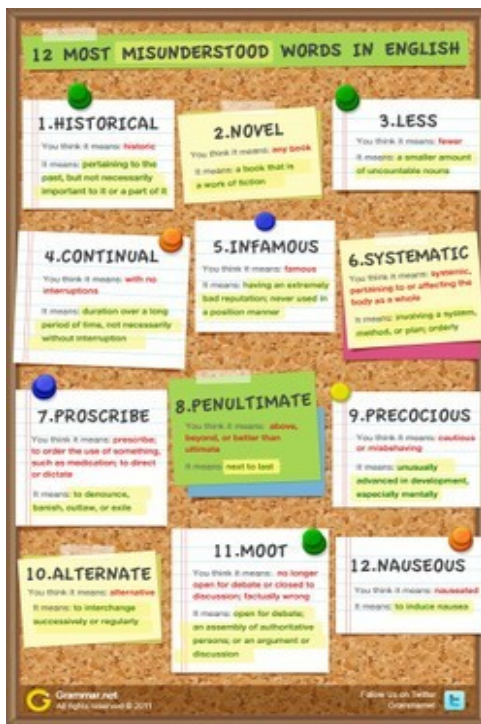 12 MOST MISUNDERSTOOD WORDS IN ENGLISH
1.HISTORICAL
You think it means: historic
It means: pertaining to the
past, but not necessarily
important to it or a part of it
2.NOVEL
You think it means: any book
It means: a book that is
a work of fiction
3.LESS
You think it means: fewer
It means: a smaller amount
of uncountable nouns
4.CONTINUAL
You think it means: with no
interruptions
It means: duration over a long
period of time, not necessarily
without interruption
5.INFAMOUS
You think it means: famous
It means: having an extremely
bad reputation; never used in
a position manner
6.SYSTEMATIC
You think it means: systemic,
pertaining to or affecting the
body as a whole
It means: involving a system,
method, or plan; orderly
7.PROSCRIBE
You think it means: prescribe;
to order the use of something,
such as medication; to direct
or dictate
It means: to denounce,
banish, outlaw, or exile
8.PENULTIMATE
You think it means: above,
beyond, or better than
ultimate
It means: next to last
9.PRECOCIOUS
You think it means: cautious
or misbehaving
It means: unusually
advanced in development,
especially mentally
10.ALTERNATE
You think it means: alternative
It means: to interchange
successively or regularly
11.MOOT
You think it means: no longer
open for debate or closed to
discussion; factually wrong
It means: open for debate;
an assembly of authoritative
persons; or an argument or
discussion
12.NAUSEOUS
You think it means: nauseated
It means: to induce nausea
Grammar.net
All rights reserved © 2011
Follow Us on Twitter
Grammarnet